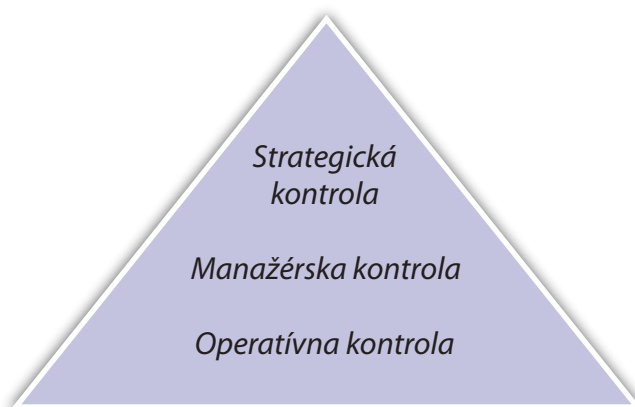 Strategická
kontrola
Manažérska kontrola
Operatívna kontrola